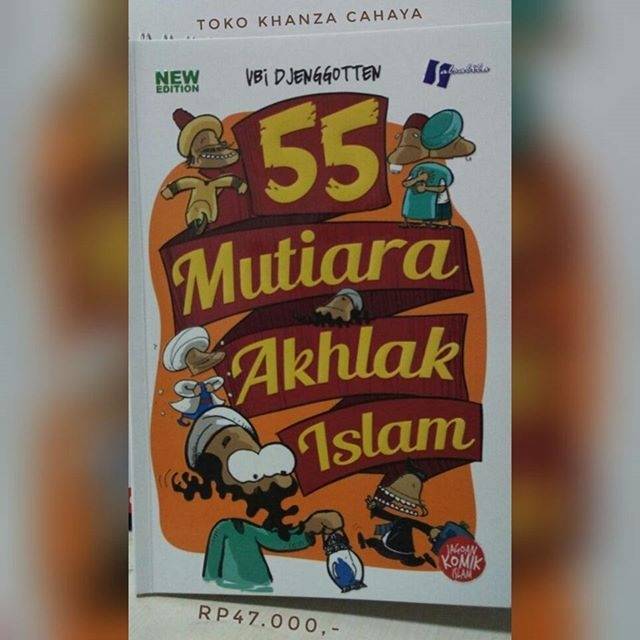 TOKO KHANZA CAHAYA
NEW
EDITION
VBi DJENGGOTTEN
55
Mutiara
Akhlak
Islam
JAGOAN
KOMIK
ISLAM
RP47.000,-